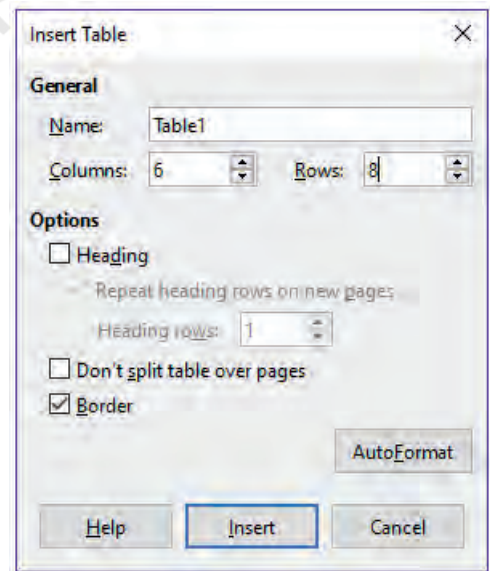 Insert Table
General
Name: Table1
Columns: 6 Rows: 8
Options
Heading
Repeat heading rows on new pages
Heading rows: 1
Don't split table over pages
Border
AutoFormat
Help Insert Cancel